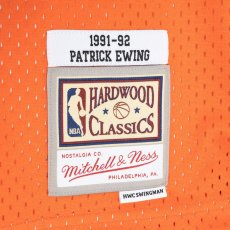 1991-92
PATRICK EWING
HARDWOOD
NBA
CLASSICS
NOSTALGIA CO.
Mitchell & Ness
PHILADELPHIA, PA.
HWC SWINGMAN